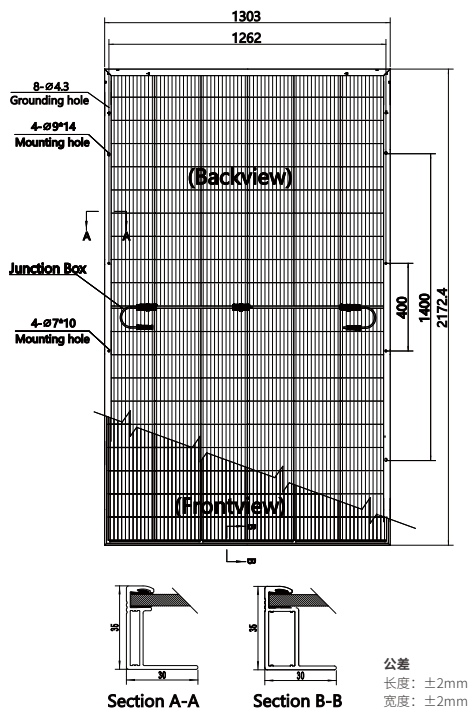 1303
1262
8-Ø4.3
Grounding hole
4-Ø9*14
Mounting hole
(Backview)
A
A
Junction Box
4-Ø7*10
Mounting hole
400
1400
2172.4
(Frontview)
B
B
35
30
Section A-A
35
30
Section B-B
公差
长度：±2mm
宽度：±2mm